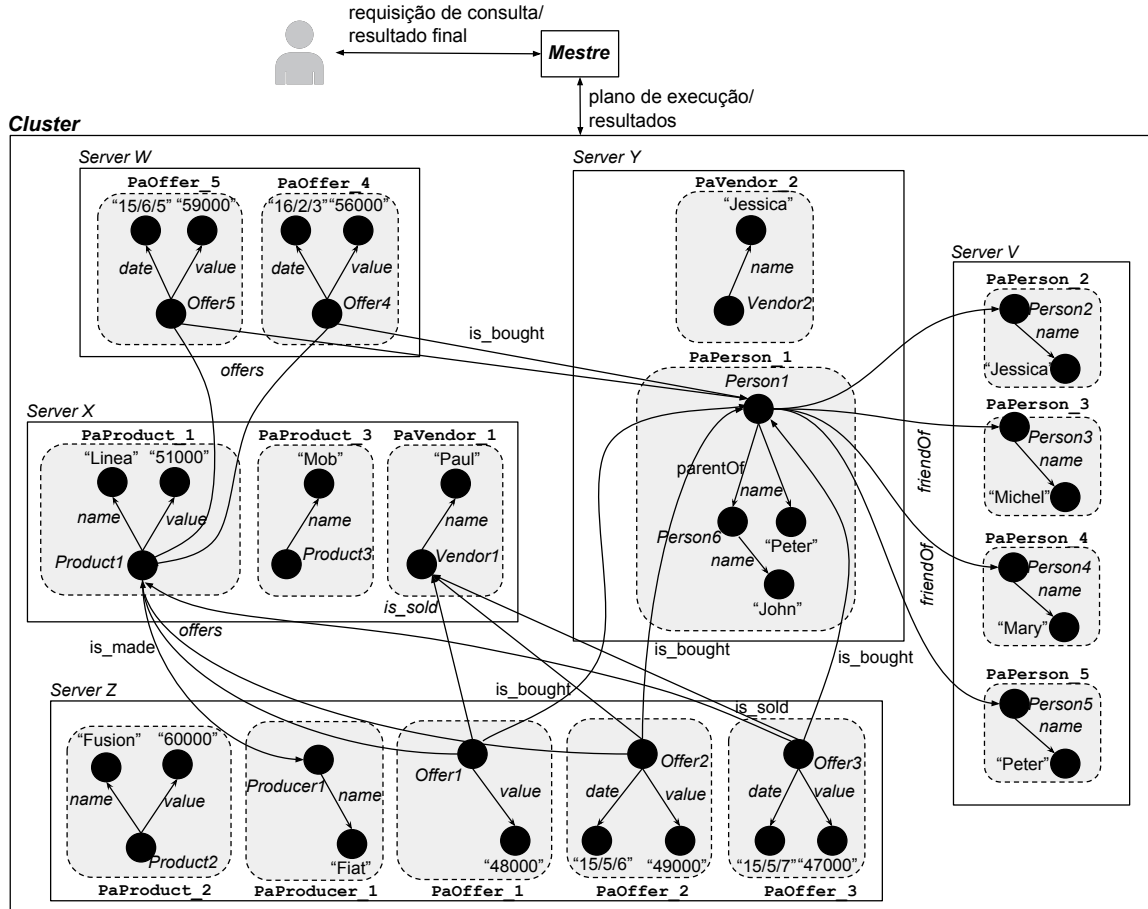 requisição de consulta/
resultado final
Mestre
plano de execução/
resultados
Cluster
Server W
PaOffer_5
PaOffer_4
“15/6/5” “59000”
“16/2/3” “56000”
date
value
date
value
Offer5
Offer4
offers
is_bought
Server Y
PaVendor_2
“Jessica”
name
Vendor2
PaPerson_1
Person1
parentOf
name
Person6
“Peter”
name
“John”
Server V
PaPerson_2
Person2
name
“Jessica”
PaPerson_3
Person3
name
“Michel”
friendOf
PaPerson_4
Person4
name
“Mary”
friendOf
PaPerson_5
Person5
name
“Peter”
Server X
PaProduct_1
PaProduct_3
PaVendor_1
“Linea”
“51000”
“Mob”
“Paul”
name
value
name
name
Product1
Product3
Vendor1
is_sold
offers
is_made
is_bought
is_bought
is_bought
is_sold
Server Z
“Fusion”
“60000”
name
value
Product2
PaProduct_2
Producer1
name
“Fiat”
PaProducer_1
Offer1
value
“48000”
PaOffer_1
Offer2
date
value
“15/5/6”
“49000”
PaOffer_2
Offer3
date
value
“15/5/7” “47000”
PaOffer_3